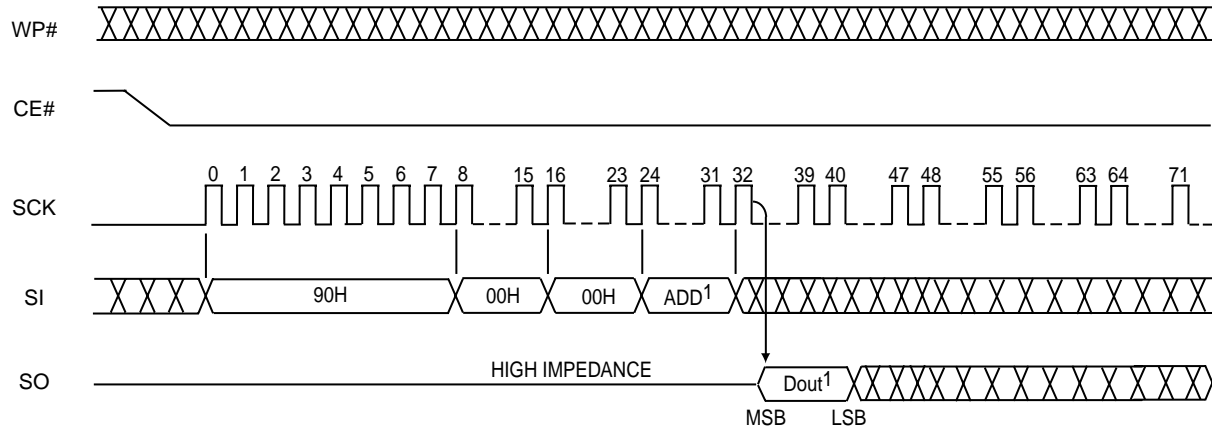 WP#
CE#
0 1 2 3 4 5 6 7 8 15 16 23 24 31 32 39 40 47 48 55 56 63 64 71
SCK
SI 90H 00H 00H ADD1
HIGH IMPEDANCE
SO Dout1
MSB LSB